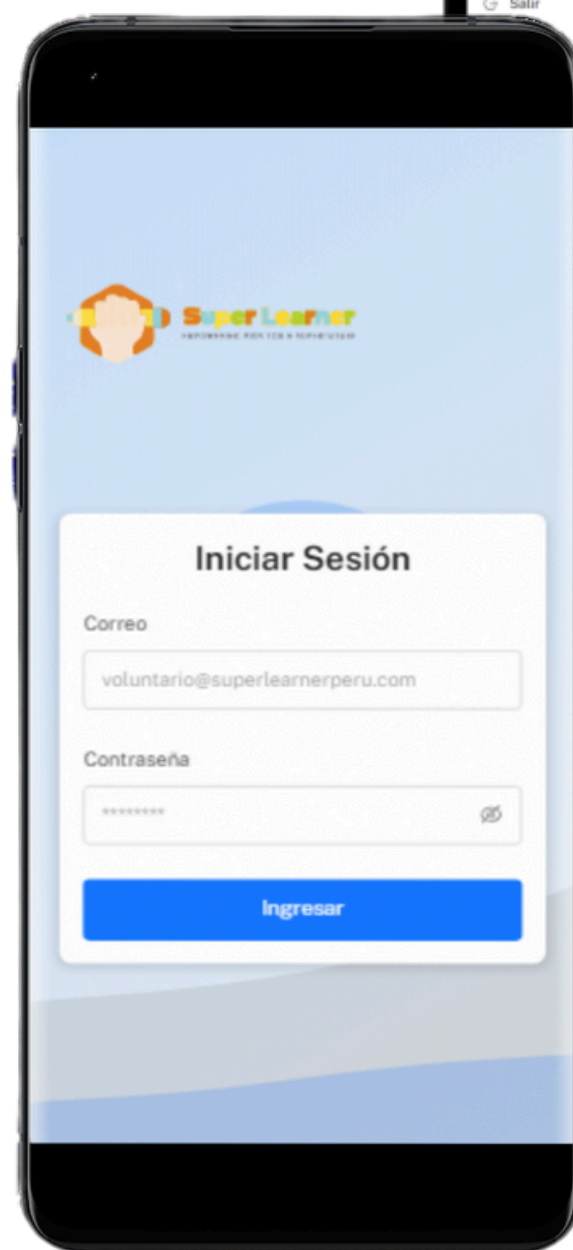 Salir
Super Learner
Iniciar Sesión
Correo
voluntario@superlearnerperu.com
Contraseña
********
Ingresar